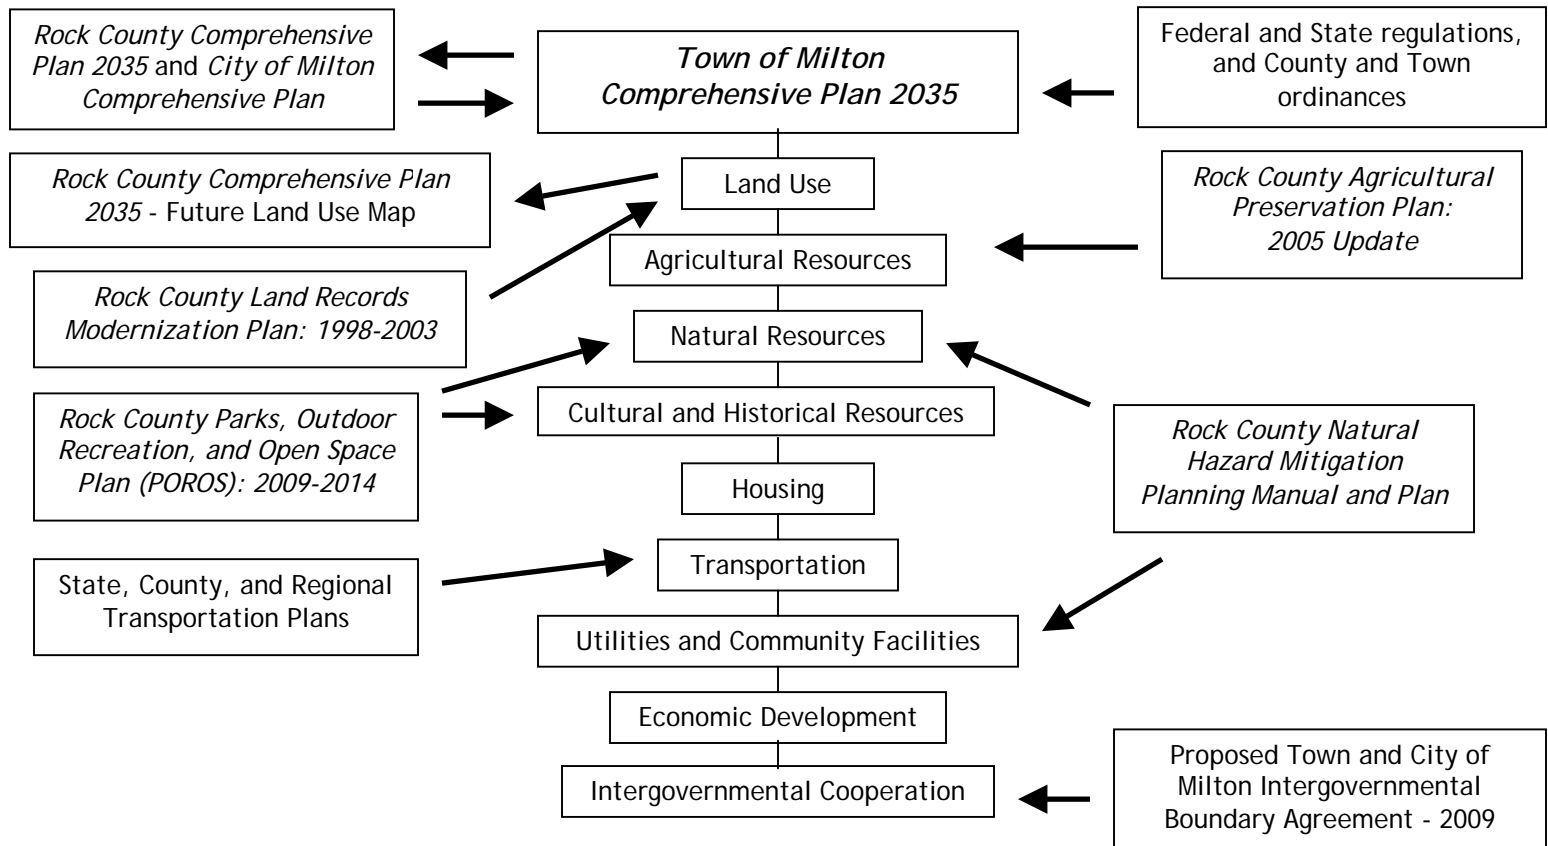 Rock County Comprehensive
Plan 2035 and City of Milton
Comprehensive Plan
Town of Milton
Comprehensive Plan 2035
Federal and State regulations,
and County and Town
ordinances
Rock County Comprehensive Plan
2035 - Future Land Use Map
Land Use
Rock County Agricultural
Preservation Plan:
2005 Update
Agricultural Resources
Rock County Land Records
Modernization Plan: 1998-2003
Natural Resources
Rock County Parks, Outdoor
Recreation, and Open Space
Plan (POROS): 2009-2014
Cultural and Historical Resources
Rock County Natural
Hazard Mitigation
Planning Manual and Plan
Housing
State, County, and Regional
Transportation Plans
Transportation
Utilities and Community Facilities
Economic Development
Intergovernmental Cooperation
Proposed Town and City of
Milton Intergovernmental
Boundary Agreement - 2009